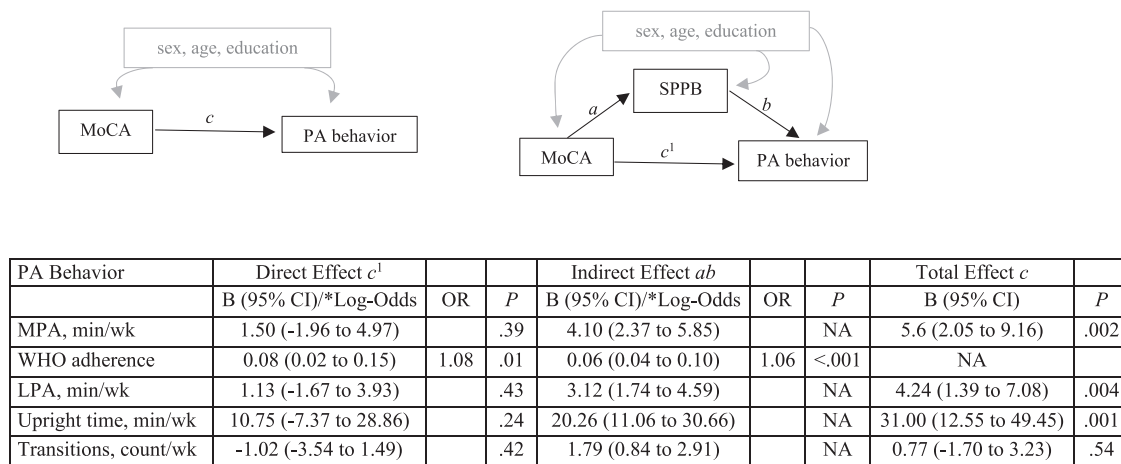 sex, age, education
MoCA
c
PA behavior
sex, age, education
SPPB
a
b
MoCA
c¹
PA behavior
PA Behavior Direct Effect c¹ Indirect Effect ab Total Effect c
B (95% CI)/*Log-Odds OR P B (95% CI)/*Log-Odds OR P B (95% CI) P
MPA, min/wk 1.50 (-1.96 to 4.97) .39 4.10 (2.37 to 5.85) NA 5.6 (2.05 to 9.16) .002
WHO adherence 0.08 (0.02 to 0.15) 1.08 .01 0.06 (0.04 to 0.10) 1.06 <.001 NA
LPA, min/wk 1.13 (-1.67 to 3.93) .43 3.12 (1.74 to 4.59) NA 4.24 (1.39 to 7.08) .004
Upright time, min/wk 10.75 (-7.37 to 28.86) .24 20.26 (11.06 to 30.66) NA 31.00 (12.55 to 49.45) .001
Transitions, count/wk -1.02 (-3.54 to 1.49) .42 1.79 (0.84 to 2.91) NA 0.77 (-1.70 to 3.23) .54